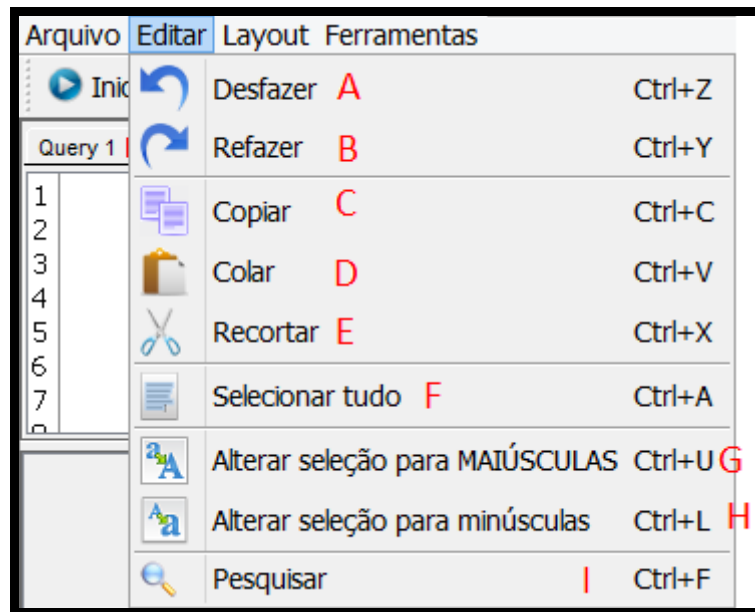 Arquivo Editar Layout Ferramentas
Inic
Desfazer A Ctrl+Z
Query 1
Refazer B Ctrl+Y
1
Copiar C Ctrl+C
2
3
Colar D Ctrl+V
4
5
Recortar E Ctrl+X
6
7
Selecionar tudo F Ctrl+A
Alterar seleção para MAIÚSCULAS Ctrl+U G
Alterar seleção para minúsculas Ctrl+L H
Pesquisar I Ctrl+F